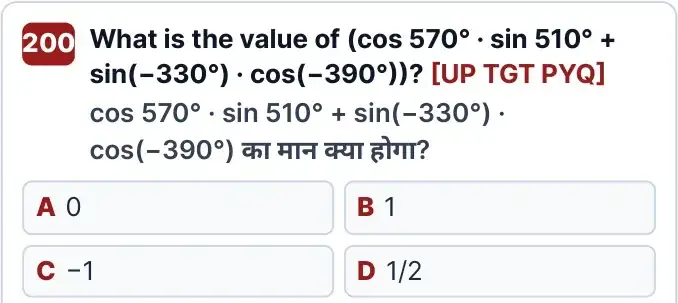 200 What is the value of (cos 570° · sin 510° +
sin(−330°) · cos(−390°))? [UP TGT PYQ]
cos 570° · sin 510° + sin(−330°) ·
cos(−390°) का मान क्या होगा?
A 0
B 1
C −1
D 1/2